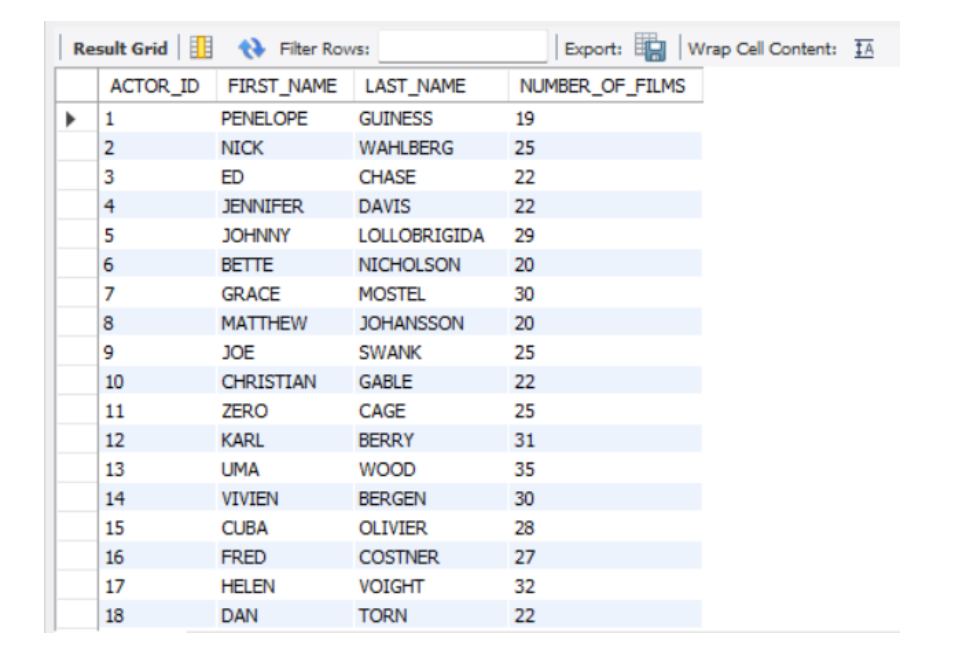 Result Grid Filter Rows: Export: Wrap Cell Content: IA
ACTOR_ID FIRST_NAME LAST_NAME NUMBER_OF_FILMS
1 PENELOPE GUINESS 19
2 NICK WAHLBERG 25
3 ED CHASE 22
4 JENNIFER DAVIS 22
5 JOHNNY LOLLOBRIGIDA 29
6 BETTE NICHOLSON 20
7 GRACE MOSTEL 30
8 MATTHEW JOHANSSON 20
9 JOE SWANK 25
10 CHRISTIAN GABLE 22
11 ZERO CAGE 25
12 KARL BERRY 31
13 UMA WOOD 35
14 VIVIEN BERGEN 30
15 CUBA OLIVIER 28
16 FRED COSTNER 27
17 HELEN VOIGHT 32
18 DAN TORN 22